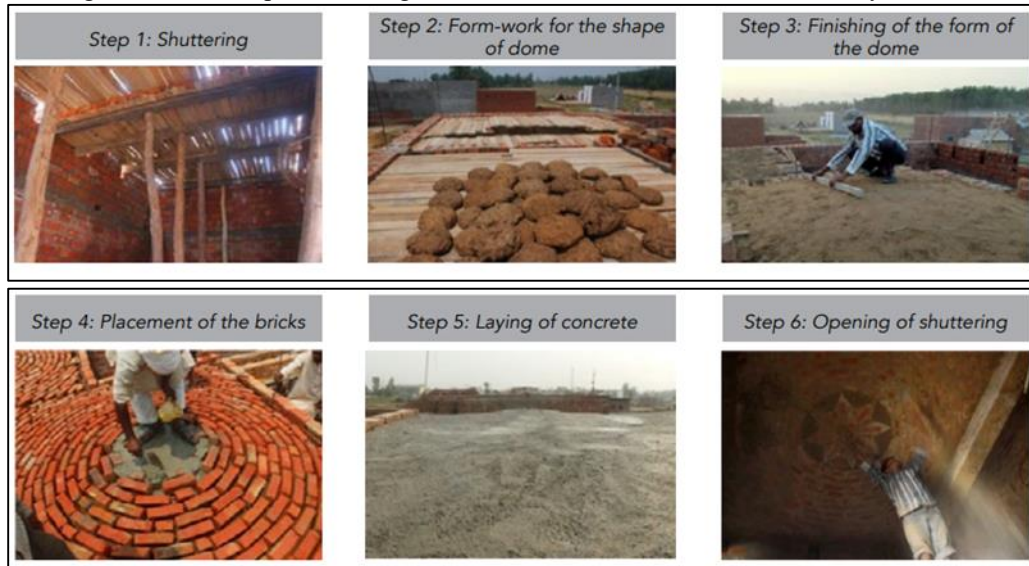 Step 1: Shuttering
Step 2: Form-work for the shape
of dome
Step 3: Finishing of the form of
the dome
Step 4: Placement of the bricks
Step 5: Laying of concrete
Step 6: Opening of shuttering